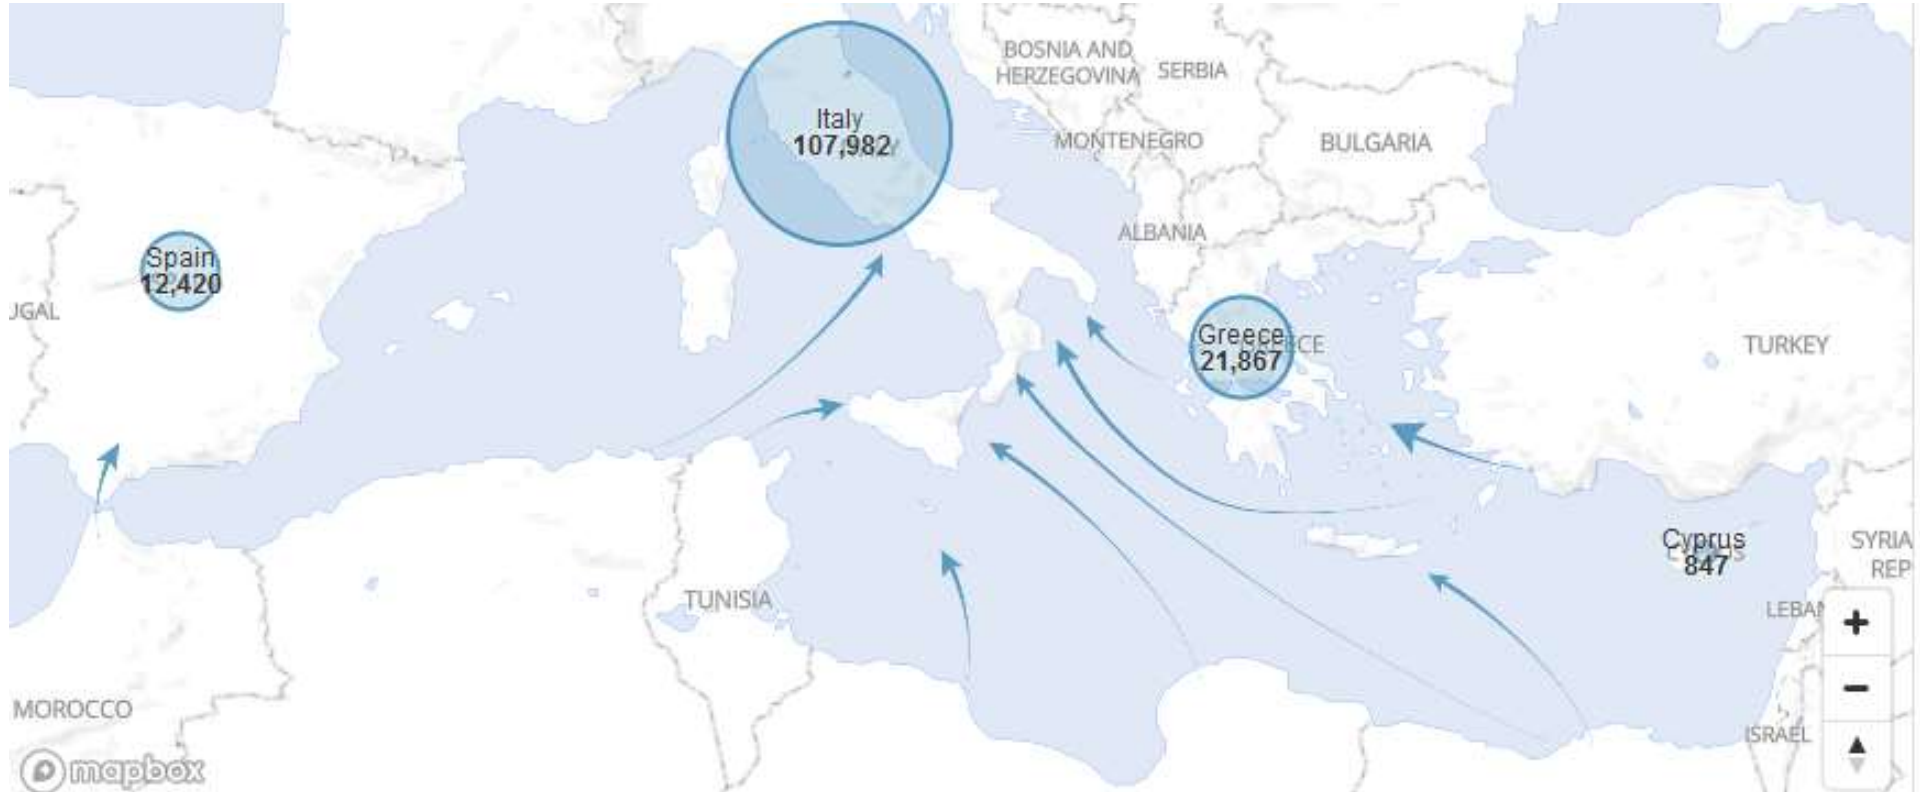 BOSNIA AND
HERZEGOVINA
SERBIA
Italy
107,982
MONTENEGRO
BULGARIA
ALBANIA
Spain
12,420
UGAL
Greece
21,867
TURKEY
Cyprus
847
SYRIA
REP
TUNISIA
LEBAN
+
−
MOROCCO
ISRAEL
mapbox